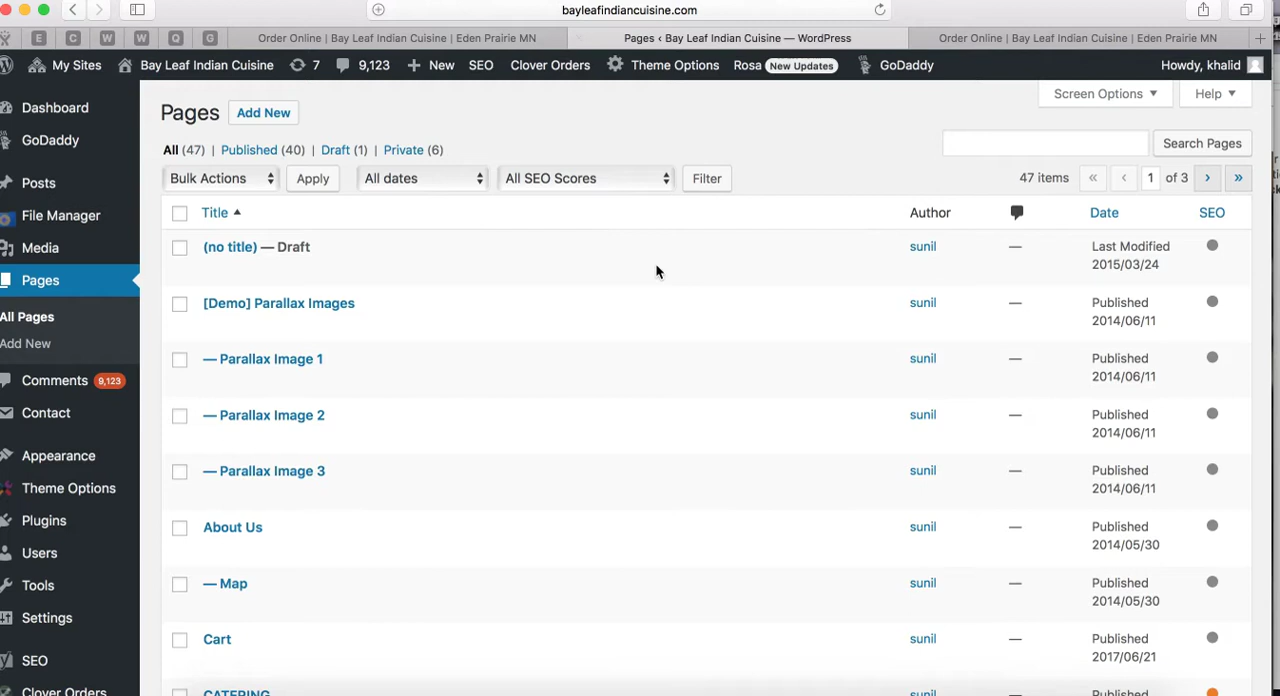 bayleafindiancuisine.com
E C W W Q G Order Online | Bay Leaf Indian Cuisine | Eden Prairie MN Pages ‹ Bay Leaf Indian Cuisine — WordPress Order Online | Bay Leaf Indian Cuisine | Eden Prairie MN
My Sites Bay Leaf Indian Cuisine 7 9,123 New SEO Clover Orders Theme Options Rosa New Updates GoDaddy Howdy, khalid
Screen Options Help
Dashboard
GoDaddy
Posts
File Manager
Media
Pages
All Pages
Add New
Comments 9,123
Contact
Appearance
Theme Options
Plugins
Users
Tools
Settings
SEO
Clover Orders
Pages Add New
All (47) | Published (40) | Draft (1) | Private (6)
Search Pages
Bulk Actions Apply All dates All SEO Scores Filter 47 items « ‹ 1 of 3 › »
Title Author Date SEO
(no title) — Draft sunil — Last Modified
2015/03/24
[Demo] Parallax Images sunil — Published
2014/06/11
— Parallax Image 1 sunil — Published
2014/06/11
— Parallax Image 2 sunil — Published
2014/06/11
— Parallax Image 3 sunil — Published
2014/06/11
About Us sunil — Published
2014/05/30
— Map sunil — Published
2014/05/30
Cart sunil — Published
2017/06/21
CATERING sunil — Published